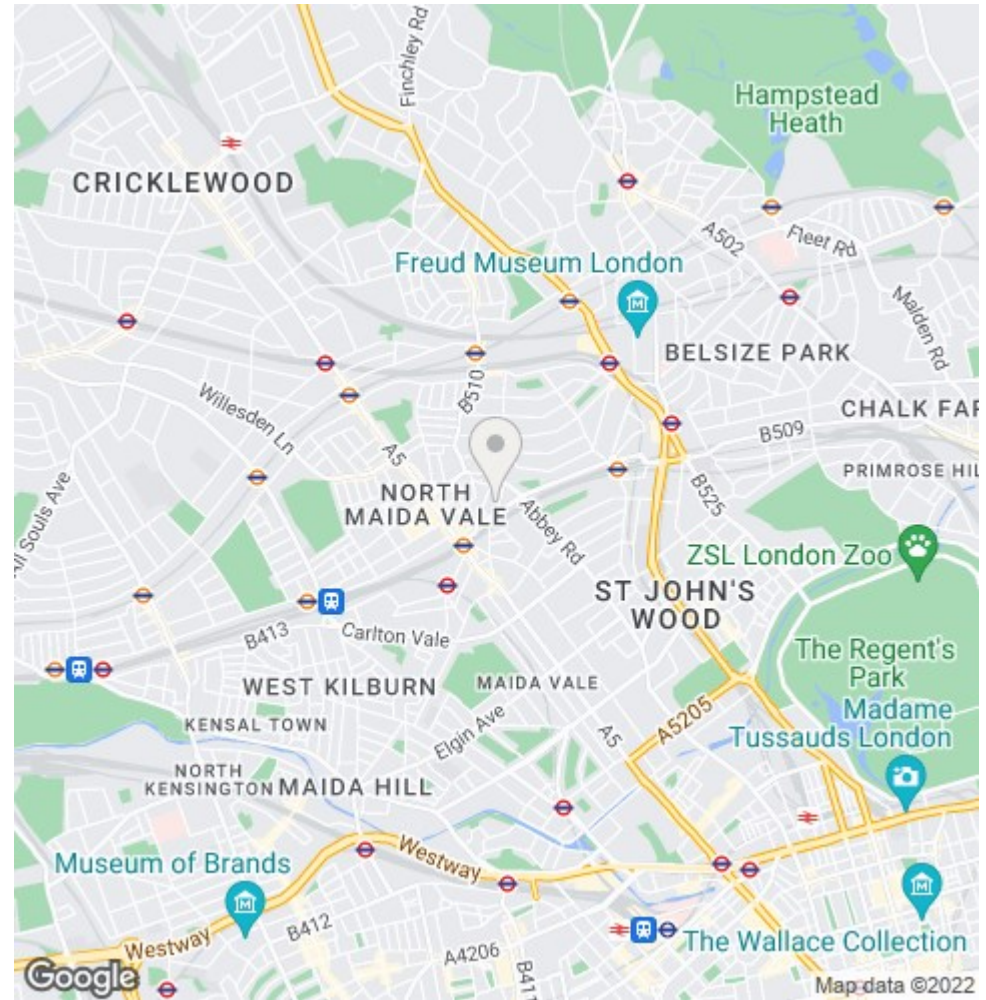 Finchley Rd
Hampstead
Heath
CRICKLEWOOD
A502
Fleet Rd
Freud Museum London
Malden Rd
BELSIZE PARK
B510
Willesden Ln
CHALK FAR
B509
A5
PRIMROSE HIL
B525
NORTH
MAIDA VALE
Abbey Rd
All Souls Ave
ZSL London Zoo
ST JOHN'S
WOOD
B413
Carlton Vale
The Regent's
Park
WEST KILBURN
MAIDA VALE
KENSAL TOWN
Elgin Ave
A5
A5205
Madame
Tussauds London
NORTH
KENSINGTON
MAIDA HILL
Museum of Brands
Westway
B412
Westway
A4206
B411
The Wallace Collection
Google
Map data ©2022